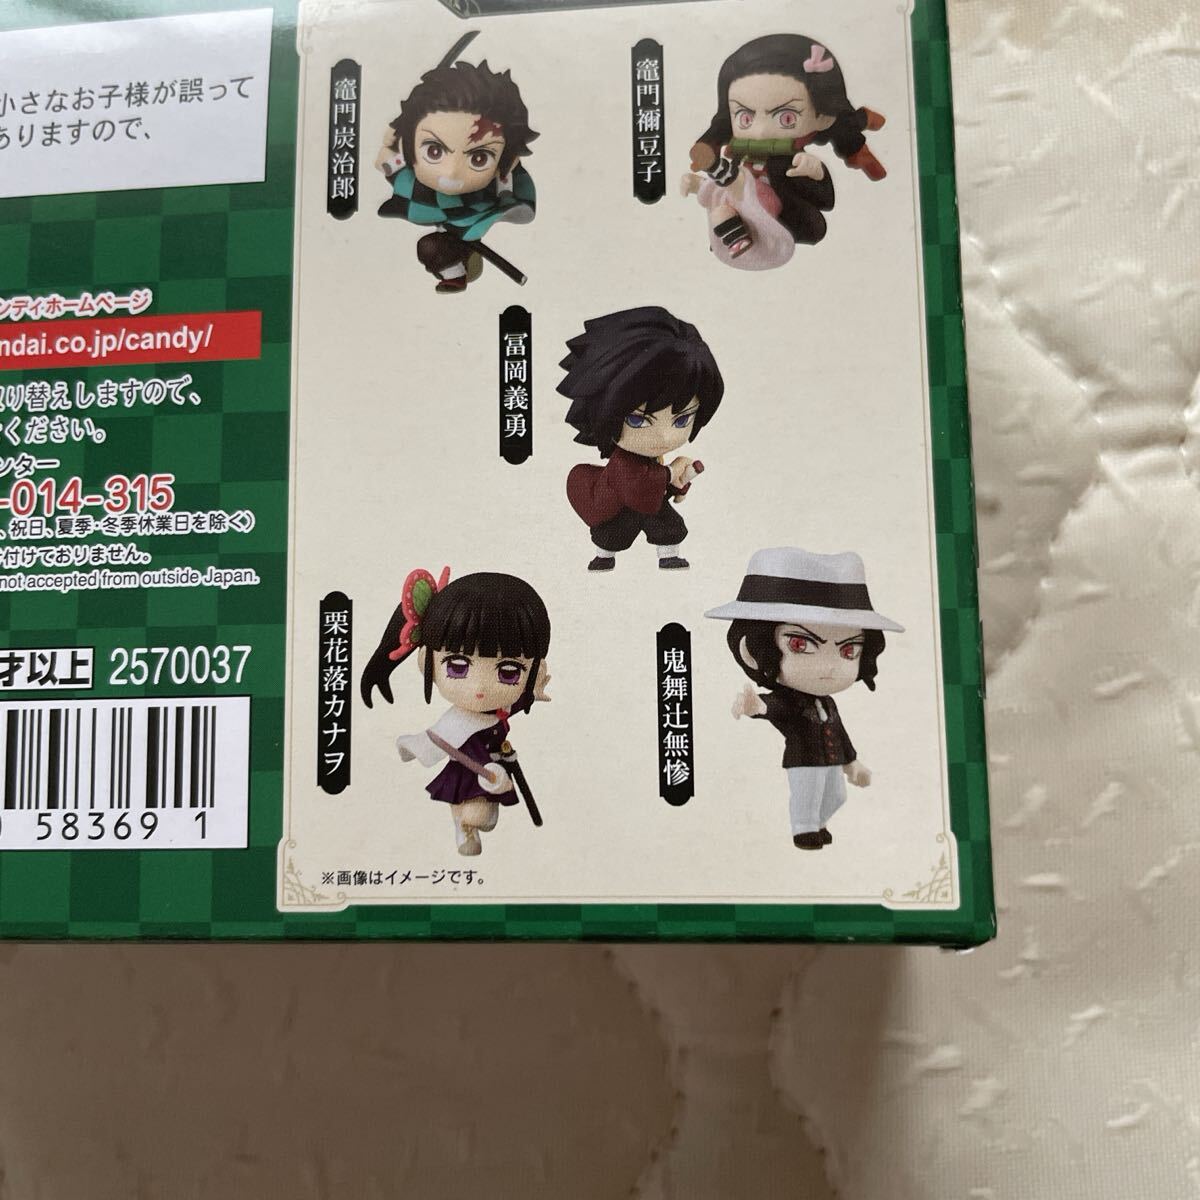 小さなお子様が誤って
ありますので、
ンディホームページ
ndai.co.jp/candy/
り替えしますので、
ください。
ンター
-014-315
、祝日、夏季・冬季休業日を除く)
付けておりません。
not accepted from outside Japan.
才以上 2570037
58369 1
竈門炭治郎
竈門禰豆子
冨岡義勇
栗花落カナヲ
鬼舞辻無惨
※画像はイメージです。